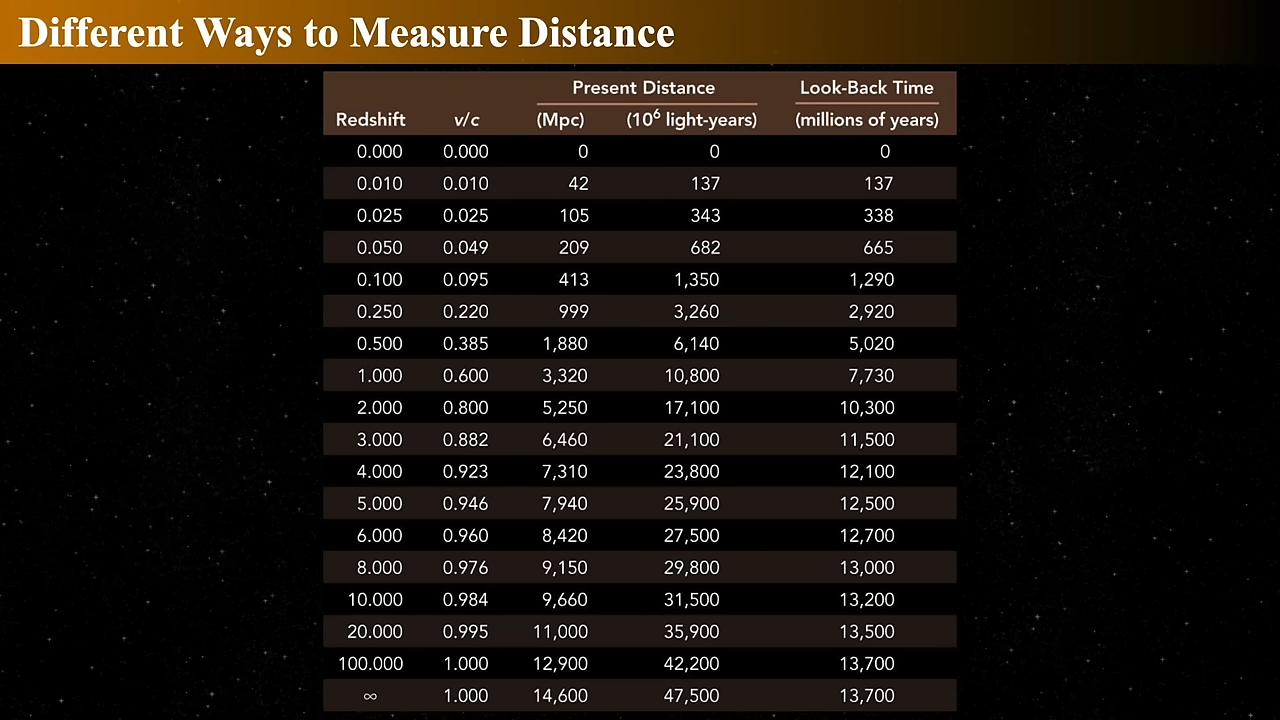 Different Ways to Measure Distance
Present Distance Look-Back Time
Redshift v/c (Mpc) (10⁶ light-years) (millions of years)
0.000 0.000 0 0 0
0.010 0.010 42 137 137
0.025 0.025 105 343 338
0.050 0.049 209 682 665
0.100 0.095 413 1,350 1,290
0.250 0.220 999 3,260 2,920
0.500 0.385 1,880 6,140 5,020
1.000 0.600 3,320 10,800 7,730
2.000 0.800 5,250 17,100 10,300
3.000 0.882 6,460 21,100 11,500
4.000 0.923 7,310 23,800 12,100
5.000 0.946 7,940 25,900 12,500
6.000 0.960 8,420 27,500 12,700
8.000 0.976 9,150 29,800 13,000
10.000 0.984 9,660 31,500 13,200
20.000 0.995 11,000 35,900 13,500
100.000 1.000 12,900 42,200 13,700
∞ 1.000 14,600 47,500 13,700